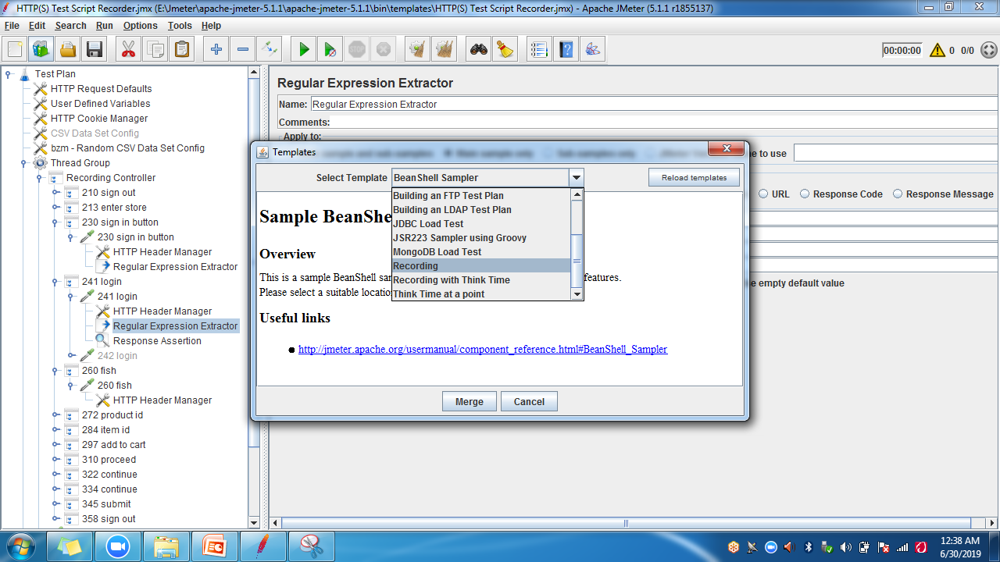 HTTP(S) Test Script Recorder.jmx (E:\Jmeter\apache-jmeter-5.1.1\apache-jmeter-5.1.1\bin\templates\HTTP(S) Test Script Recorder.jmx) - Apache JMeter (5.1.1 r1855137)
File Edit Search Run Options Tools Help
STOP
00:00:00 0 0/0
Test Plan
HTTP Request Defaults
User Defined Variables
HTTP Cookie Manager
CSV Data Set Config
bzm - Random CSV Data Set Config
Thread Group
Recording Controller
210 sign out
213 enter store
230 sign in button
230 sign in button
HTTP Header Manager
Regular Expression Extractor
241 login
241 login
HTTP Header Manager
Regular Expression Extractor
Response Assertion
242 login
260 fish
260 fish
HTTP Header Manager
272 product id
284 item id
297 add to cart
310 proceed
322 continue
334 continue
345 submit
358 sign out
Regular Expression Extractor
Name: Regular Expression Extractor
Comments:
Apply to:
e to use
URL Response Code Response Message
e empty default value
Templates
Select Template BeanShell Sampler Reload templates
Building an FTP Test Plan
Building an LDAP Test Plan
JDBC Load Test
JSR223 Sampler using Groovy
MongoDB Load Test
Recording
Recording with Think Time
Think Time at a point
Sample BeanShe
Overview
This is a sample BeanShell sa features.
Please select a suitable locatio
Useful links
http://jmeter.apache.org/usermanual/component_reference.html#BeanShell_Sampler
Merge Cancel
12:38 AM
6/30/2019